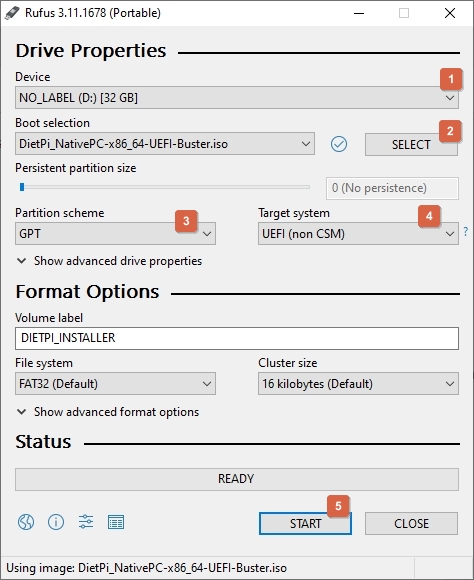 Rufus 3.11.1678 (Portable)
Drive Properties
Device
1
NO_LABEL (D:) [32 GB]
Boot selection
2
DietPi_NativePC-x86_64-UEFI-Buster.iso
SELECT
Persistent partition size
0 (No persistence)
Partition scheme
3
Target system
4
GPT
UEFI (non CSM)
?
Show advanced drive properties
Format Options
Volume label
DIETPI_INSTALLER
File system
Cluster size
FAT32 (Default)
16 kilobytes (Default)
Show advanced format options
Status
READY
5
START
CLOSE
Using image: DietPi_NativePC-x86_64-UEFI-Buster.iso